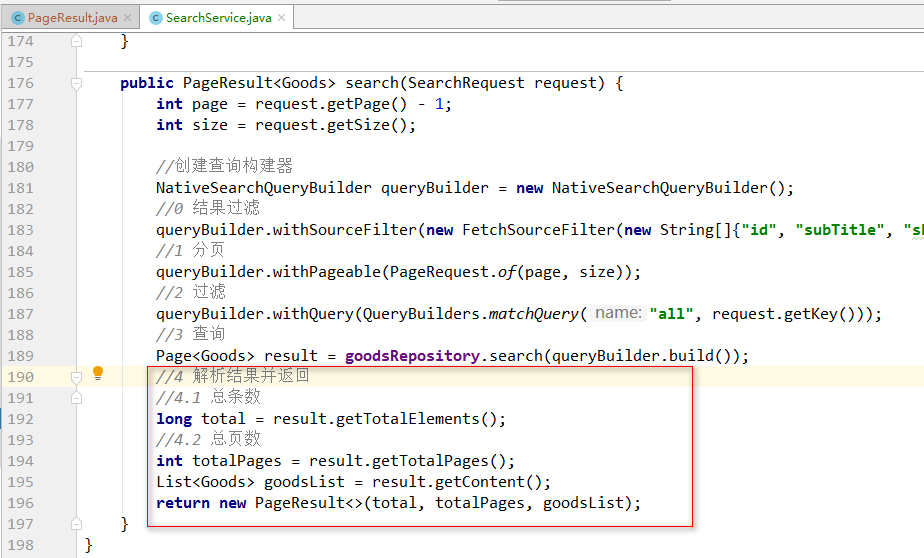 PageResult.java
SearchService.java
174 }
175
176 public PageResult<Goods> search(SearchRequest request) {
177 int page = request.getPage() - 1;
178 int size = request.getSize();
179
180 //创建查询构建器
181 NativeSearchQueryBuilder queryBuilder = new NativeSearchQueryBuilder();
182 //0 结果过滤
183 queryBuilder.withSourceFilter(new FetchSourceFilter(new String[]{"id", "subTitle", "sk
184 //1 分页
185 queryBuilder.withPageable(PageRequest.of(page, size));
186 //2 过滤
187 queryBuilder.withQuery(QueryBuilders.matchQuery( name: "all", request.getKey()));
188 //3 查询
189 Page<Goods> result = goodsRepository.search(queryBuilder.build());
190 //4 解析结果并返回
191 //4.1 总条数
192 long total = result.getTotalElements();
193 //4.2 总页数
194 int totalPages = result.getTotalPages();
195 List<Goods> goodsList = result.getContent();
196 return new PageResult<>(total, totalPages, goodsList);
197 }
198 }